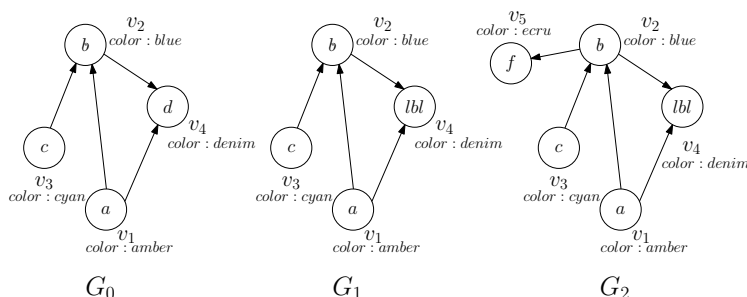 v₂
color : blue
b
d
v₄
color : denim
c
v₃
color : cyan
a
v₁
color : amber
G₀
v₂
color : blue
b
lbl
v₄
color : denim
c
v₃
color : cyan
a
v₁
color : amber
G₁
v₅
color : ecru
f
v₂
color : blue
b
lbl
v₄
color : denim
c
v₃
color : cyan
a
v₁
color : amber
G₂